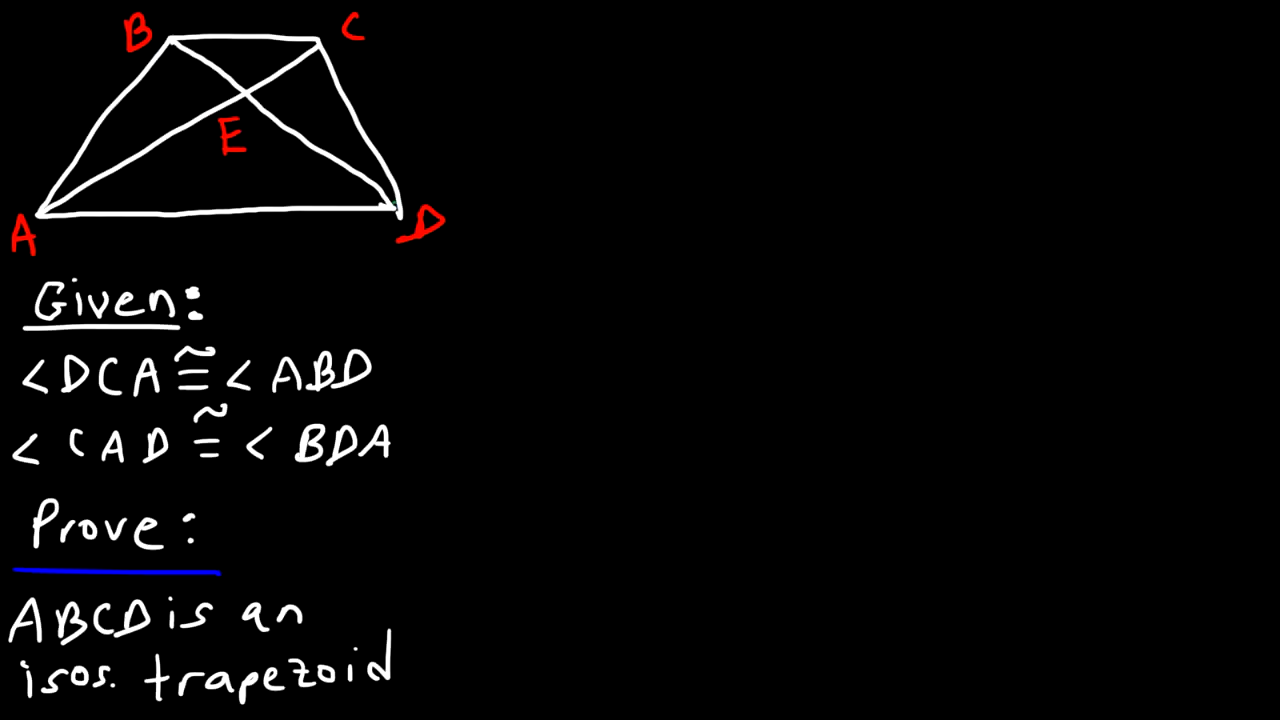 B C
E
A D
Given:
<DCA ≅ < ABD
< CAD ≅ < BDA
Prove:
ABCD is an
isos. trapezoid